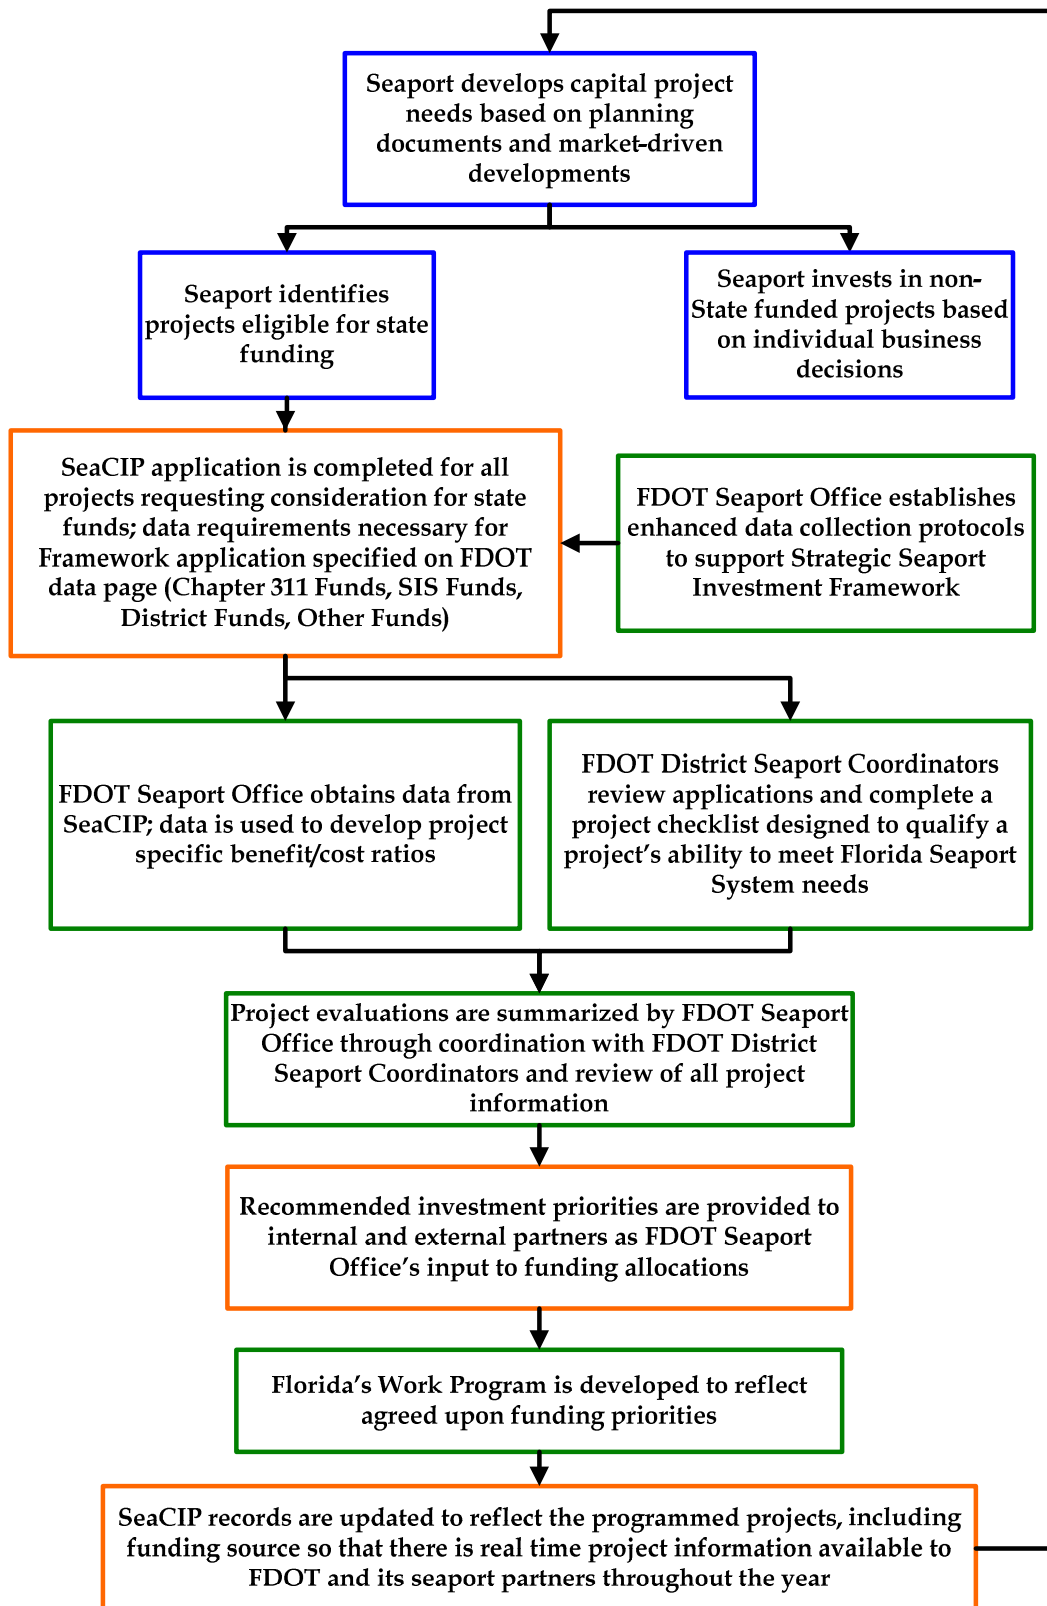 Seaport develops capital project
needs based on planning
documents and market-driven
developments
Seaport identifies
projects eligible for state
funding
Seaport invests in non-
State funded projects based
on individual business
decisions
SeaCIP application is completed for all
projects requesting consideration for state
funds; data requirements necessary for
Framework application specified on FDOT
data page (Chapter 311 Funds, SIS Funds,
District Funds, Other Funds)
FDOT Seaport Office establishes
enhanced data collection protocols
to support Strategic Seaport
Investment Framework
FDOT Seaport Office obtains data from
SeaCIP; data is used to develop project
specific benefit/cost ratios
FDOT District Seaport Coordinators
review applications and complete a
project checklist designed to qualify a
project’s ability to meet Florida Seaport
System needs
Project evaluations are summarized by FDOT Seaport
Office through coordination with FDOT District
Seaport Coordinators and review of all project
information
Recommended investment priorities are provided to
internal and external partners as FDOT Seaport
Office’s input to funding allocations
Florida’s Work Program is developed to reflect
agreed upon funding priorities
SeaCIP records are updated to reflect the programmed projects, including
funding source so that there is real time project information available to
FDOT and its seaport partners throughout the year